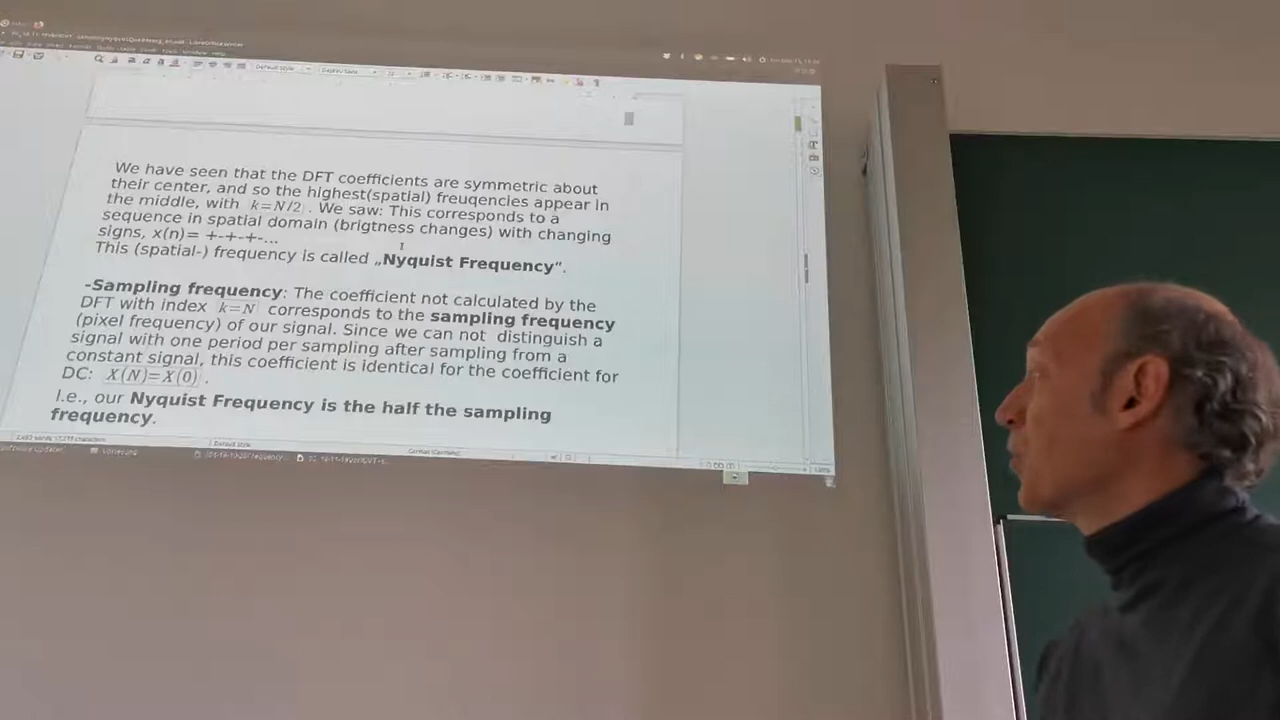 We have seen that the DFT coefficients are symmetric about
their center, and so the highest(spatial) freuqencies appear in
the middle, with k=N/2 . We saw: This corresponds to a
sequence in spatial domain (brigtness changes) with changing
signs, x(n)= +-+-+-...
This (spatial-) frequency is called „Nyquist Frequency“.
-Sampling frequency: The coefficient not calculated by the
DFT with index k=N corresponds to the sampling frequency
(pixel frequency) of our signal. Since we can not distinguish a
signal with one period per sampling after sampling from a
constant signal, this coefficient is identical for the coefficient for
DC: X(N)=X(0) .
I.e., our Nyquist Frequency is the half the sampling
frequency.
Default Style